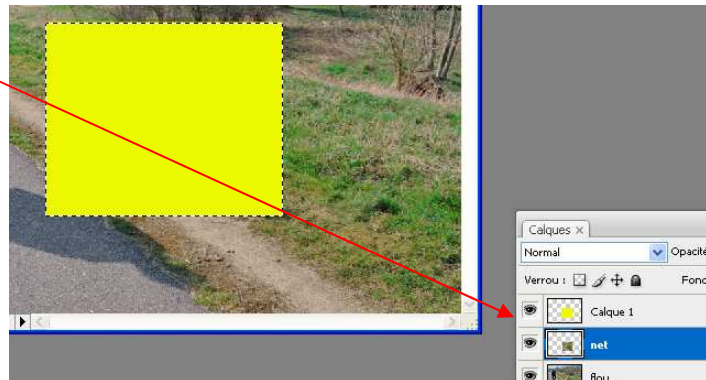 Calques ×
Normal Opacité
Verrou : Fond
Calque 1
net
flou